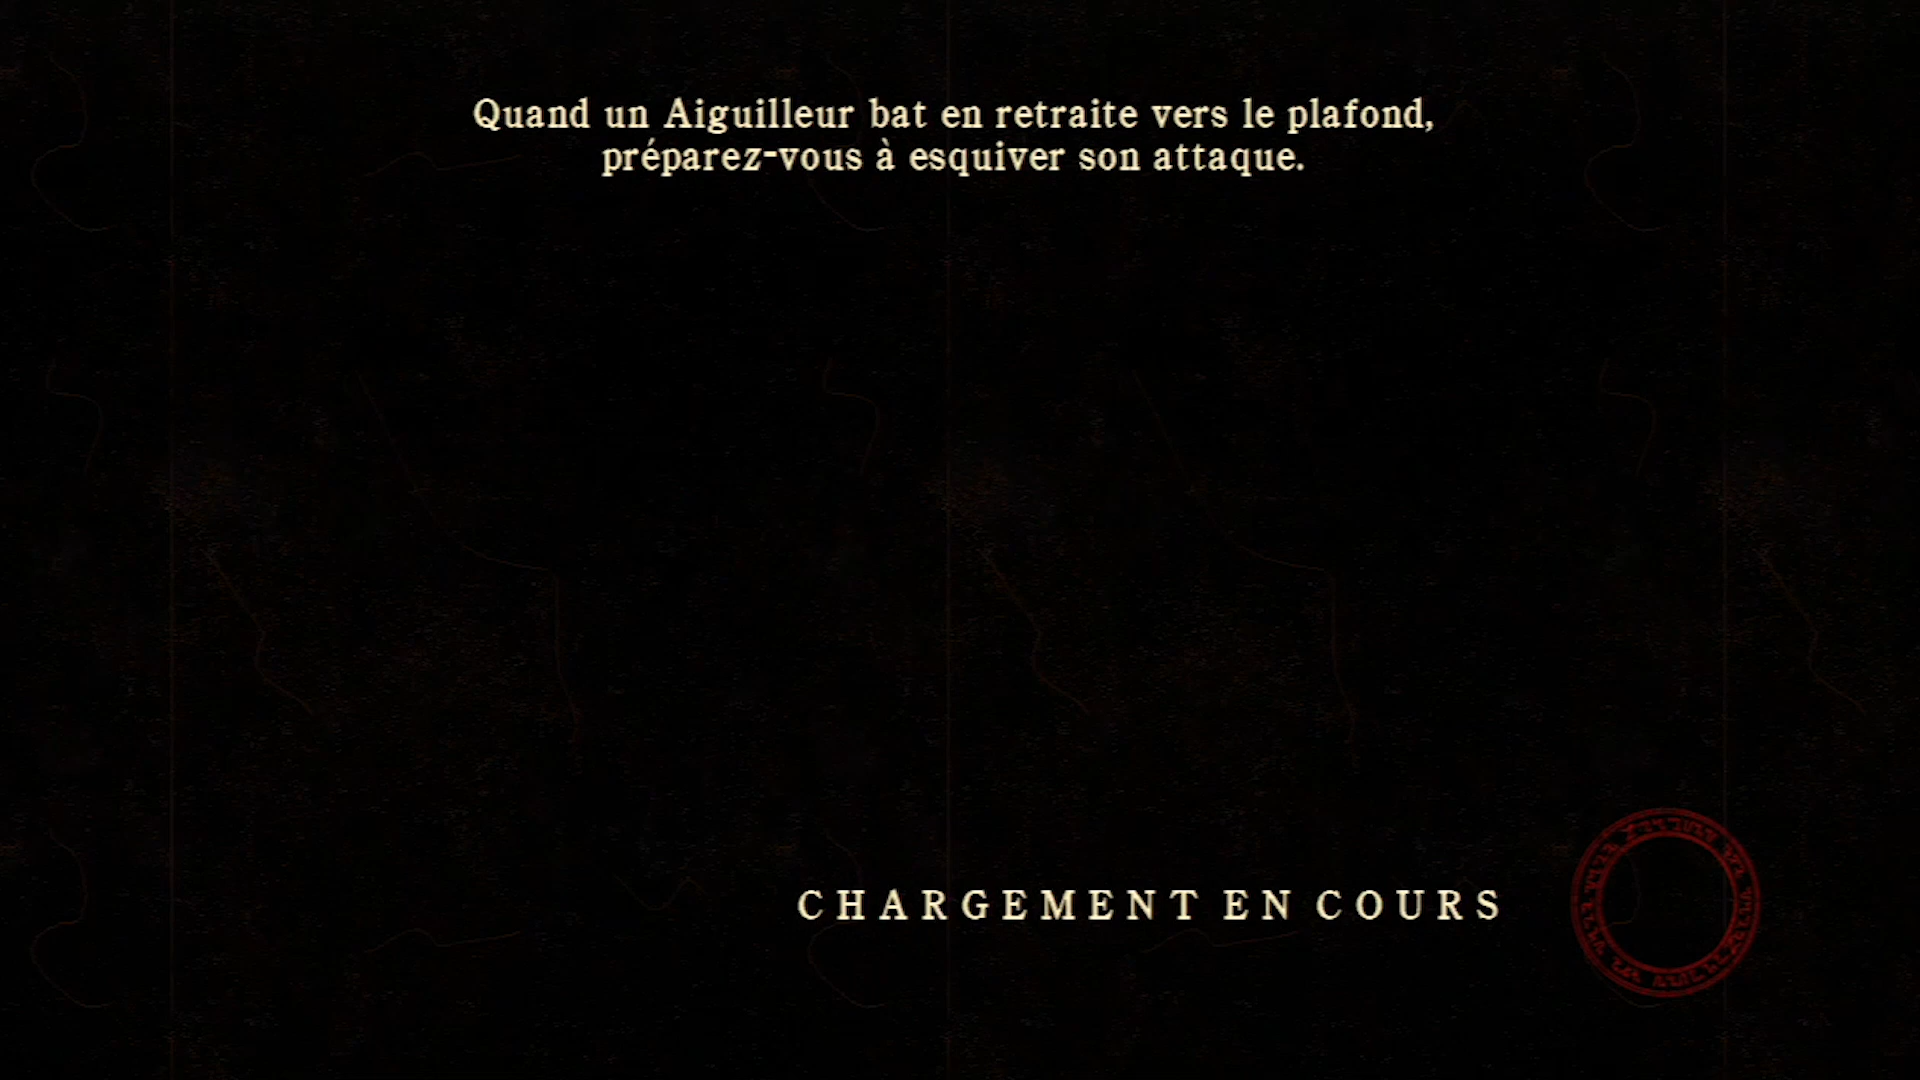 Quand un Aiguilleur bat en retraite vers le plafond,
préparez-vous à esquiver son attaque.
CHARGEMENT EN COURS